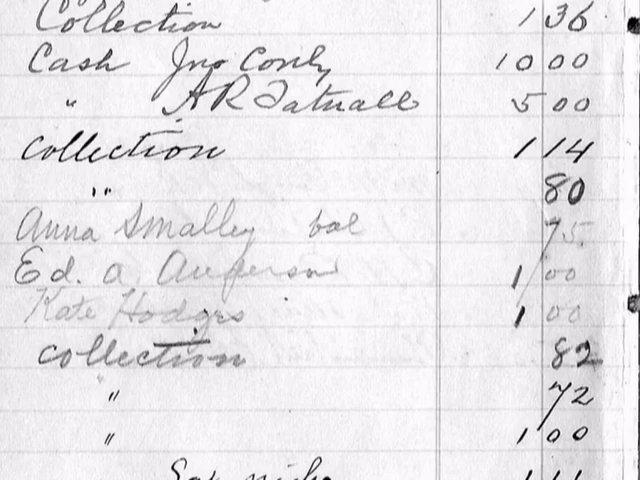 Collection 1 36
Cash Jno Conly 10 00
" A R Tatnall 5 00
Collection 1 14
" 80
Anna Smalley bal 75
Ed. a Anderson 1 00
Kate Hodgrs 1 00
Collection 82
" 72
" 1 00